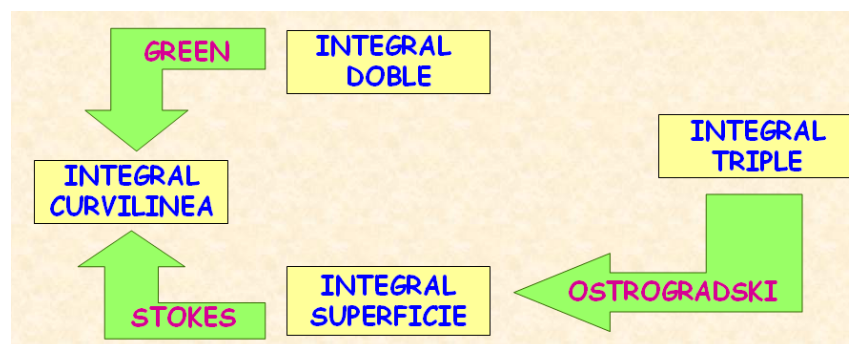 GREEN
INTEGRAL
DOBLE
INTEGRAL
TRIPLE
INTEGRAL
CURVILINEA
INTEGRAL
SUPERFICIE
OSTROGRADSKI
STOKES